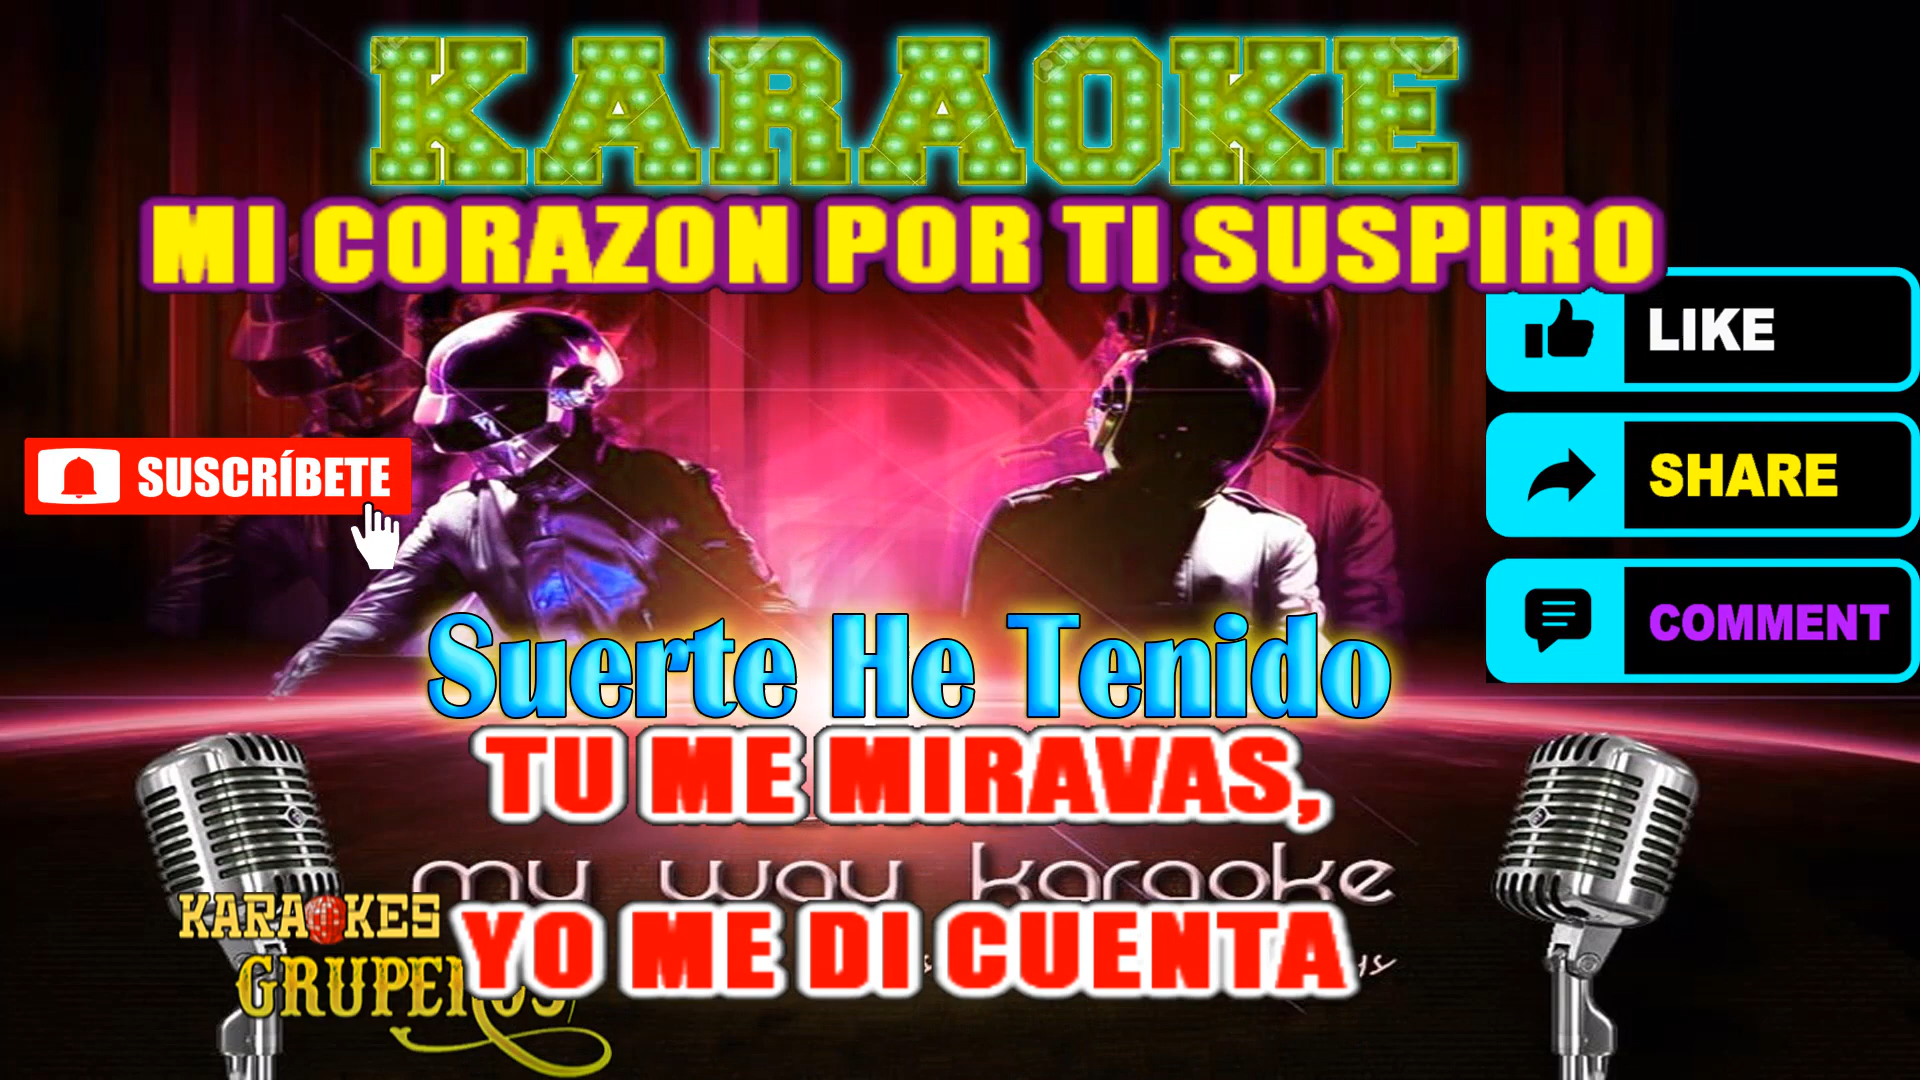 KARAOKE
MI CORAZON POR TI SUSPIRO
LIKE
SUSCRÍBETE
SHARE
COMMENT
Suerte He Tenido
TU ME MIRAVAS,
my way karaoke
KARAOKES
YO ME DI CUENTA
GRUPEROS